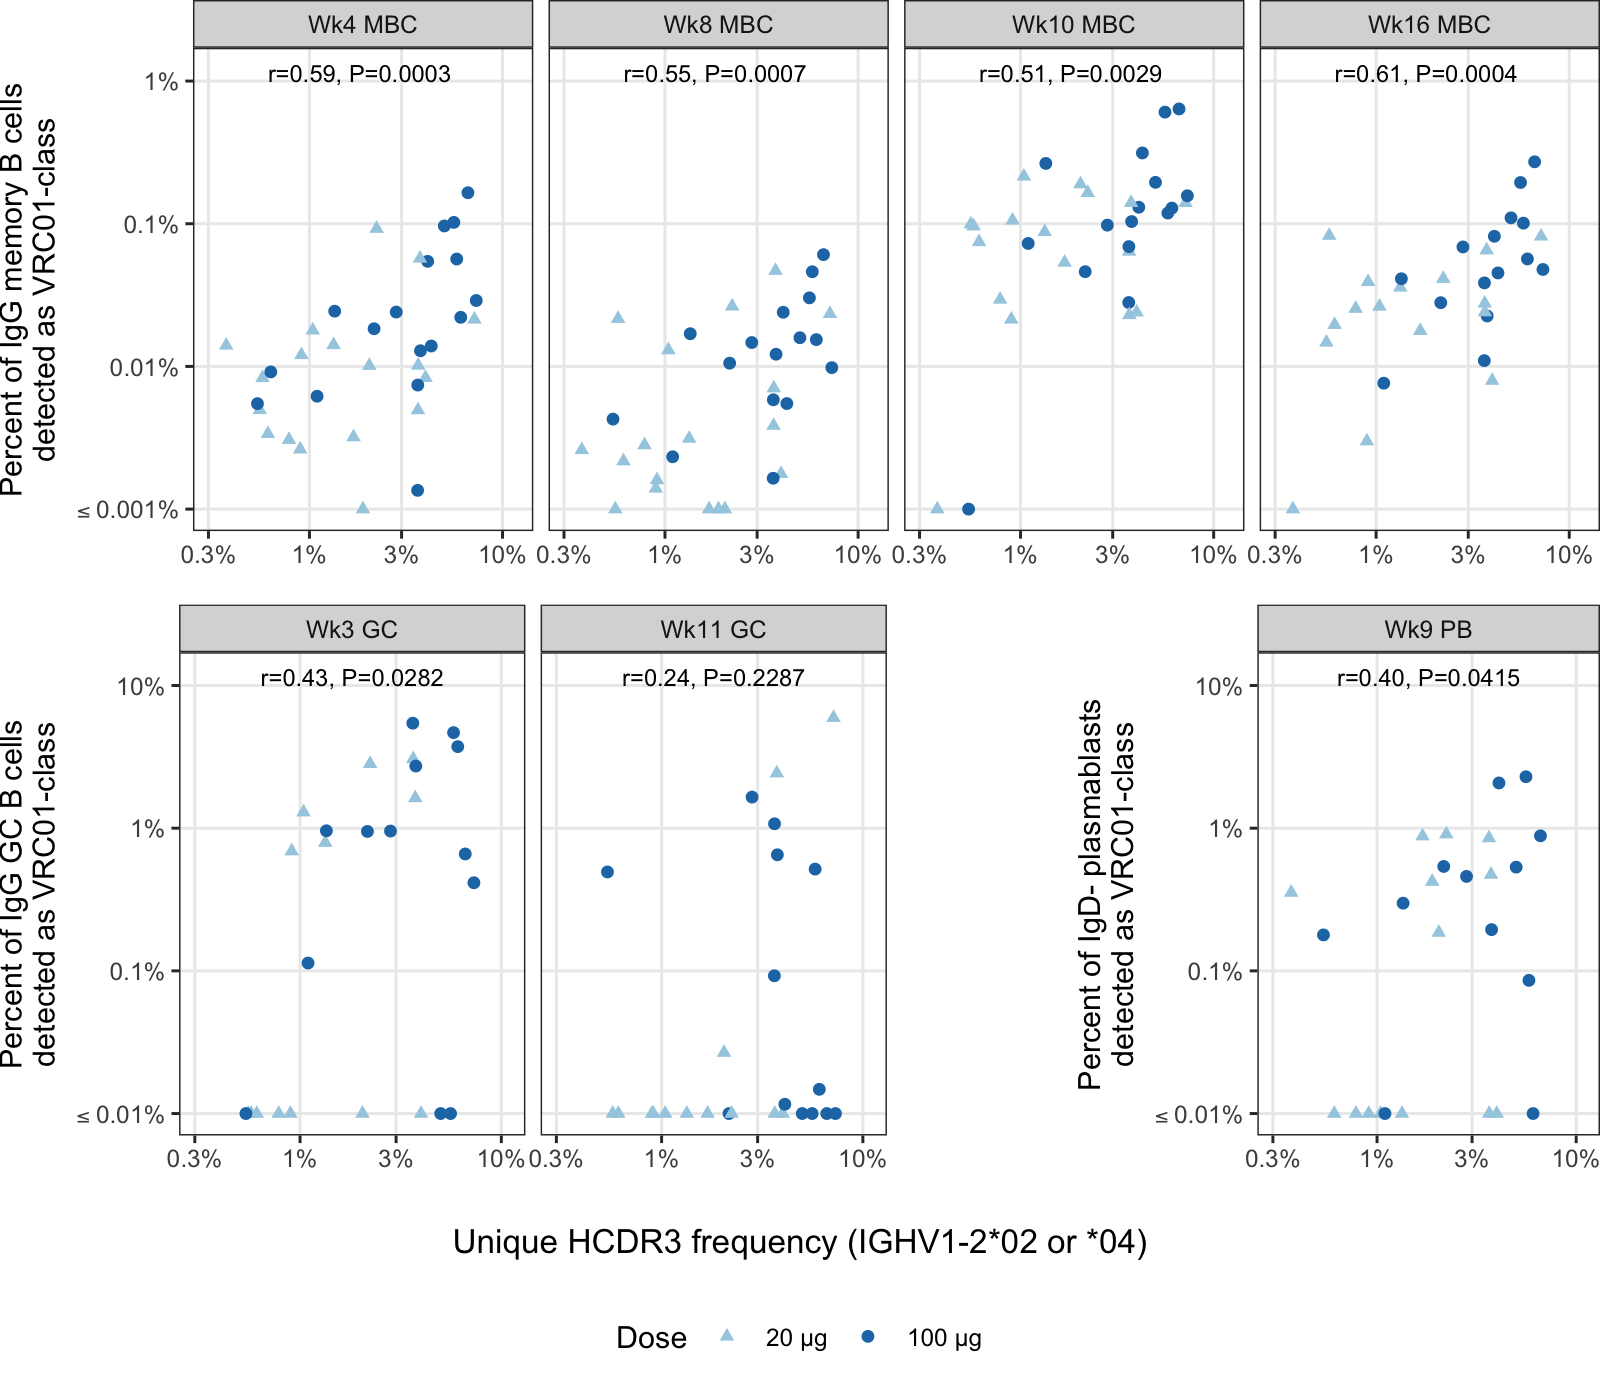 Wk4 MBC
Wk8 MBC
Wk10 MBC
Wk16 MBC
r=0.59, P=0.0003
r=0.55, P=0.0007
r=0.51, P=0.0029
r=0.61, P=0.0004
Percent of IgG memory B cells
detected as VRC01-class
1%
0.1%
0.01%
≤ 0.001%
0.3% 1% 3% 10%
0.3% 1% 3% 10%
0.3% 1% 3% 10%
0.3% 1% 3% 10%
Wk3 GC
Wk11 GC
r=0.43, P=0.0282
r=0.24, P=0.2287
Percent of IgG GC B cells
detected as VRC01-class
10%
1%
0.1%
≤ 0.01%
0.3% 1% 3% 10%
0.3% 1% 3% 10%
Wk9 PB
r=0.40, P=0.0415
Percent of IgD- plasmablasts
detected as VRC01-class
10%
1%
0.1%
≤ 0.01%
0.3% 1% 3% 10%
Unique HCDR3 frequency (IGHV1-2*02 or *04)
Dose 20 µg 100 µg